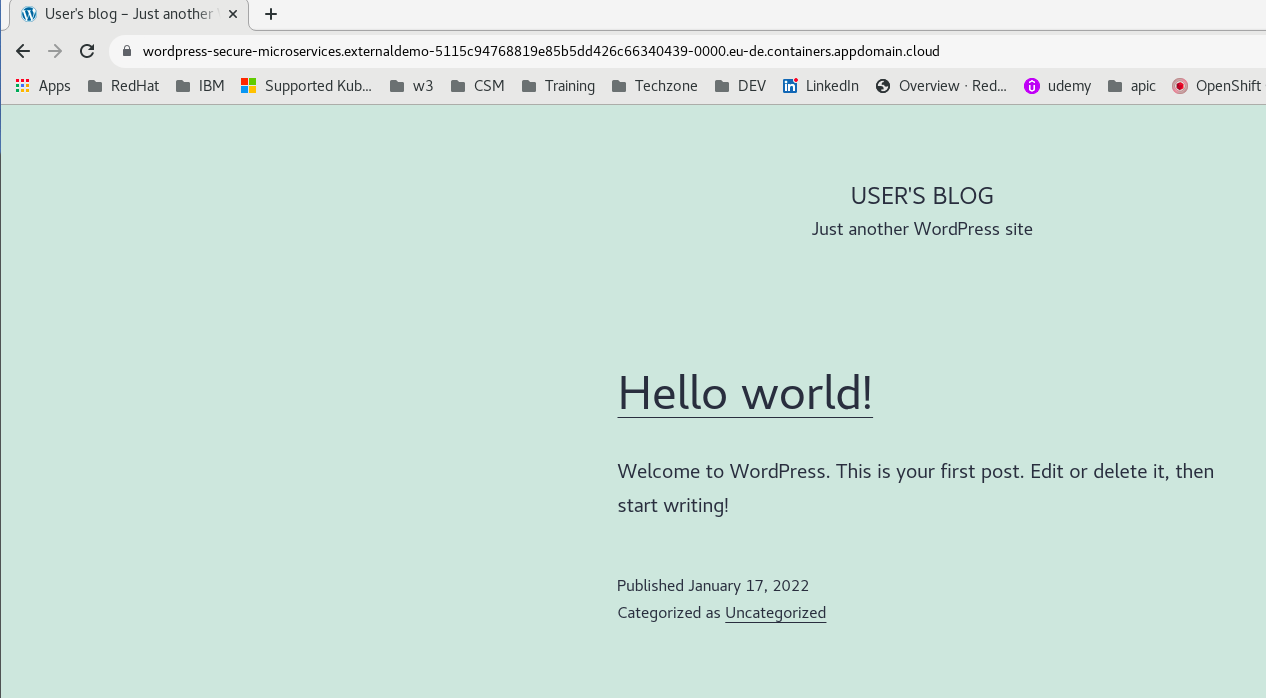 User's blog – Just another
wordpress-secure-microservices.externaldemo-5115c94768819e85b5dd426c66340439-0000.eu-de.containers.appdomain.cloud
Apps RedHat IBM Supported Kub... w3 CSM Training Techzone DEV LinkedIn Overview · Red... udemy apic OpenShift
USER'S BLOG
Just another WordPress site
Hello world!
Welcome to WordPress. This is your first post. Edit or delete it, then
start writing!
Published January 17, 2022
Categorized as Uncategorized